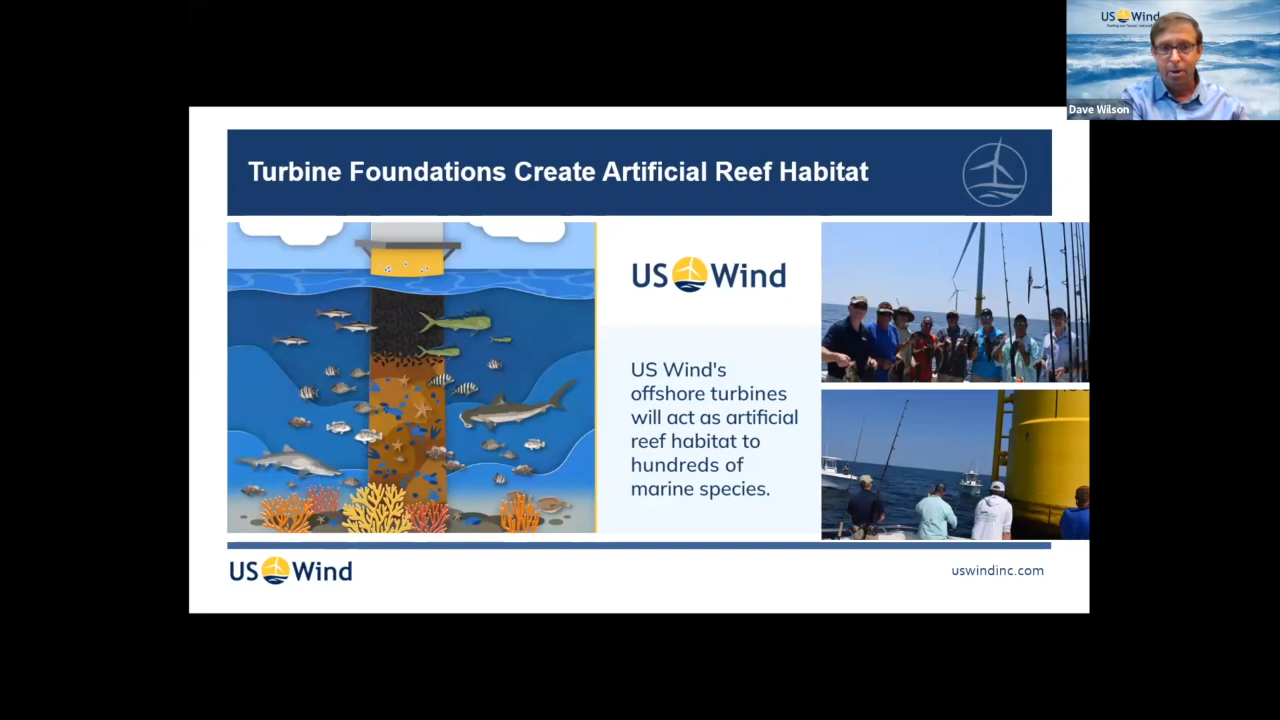 US Wind
Dave Wilson
Turbine Foundations Create Artificial Reef Habitat
US Wind
US Wind's
offshore turbines
will act as artificial
reef habitat to
hundreds of
marine species.
US Wind
uswindinc.com